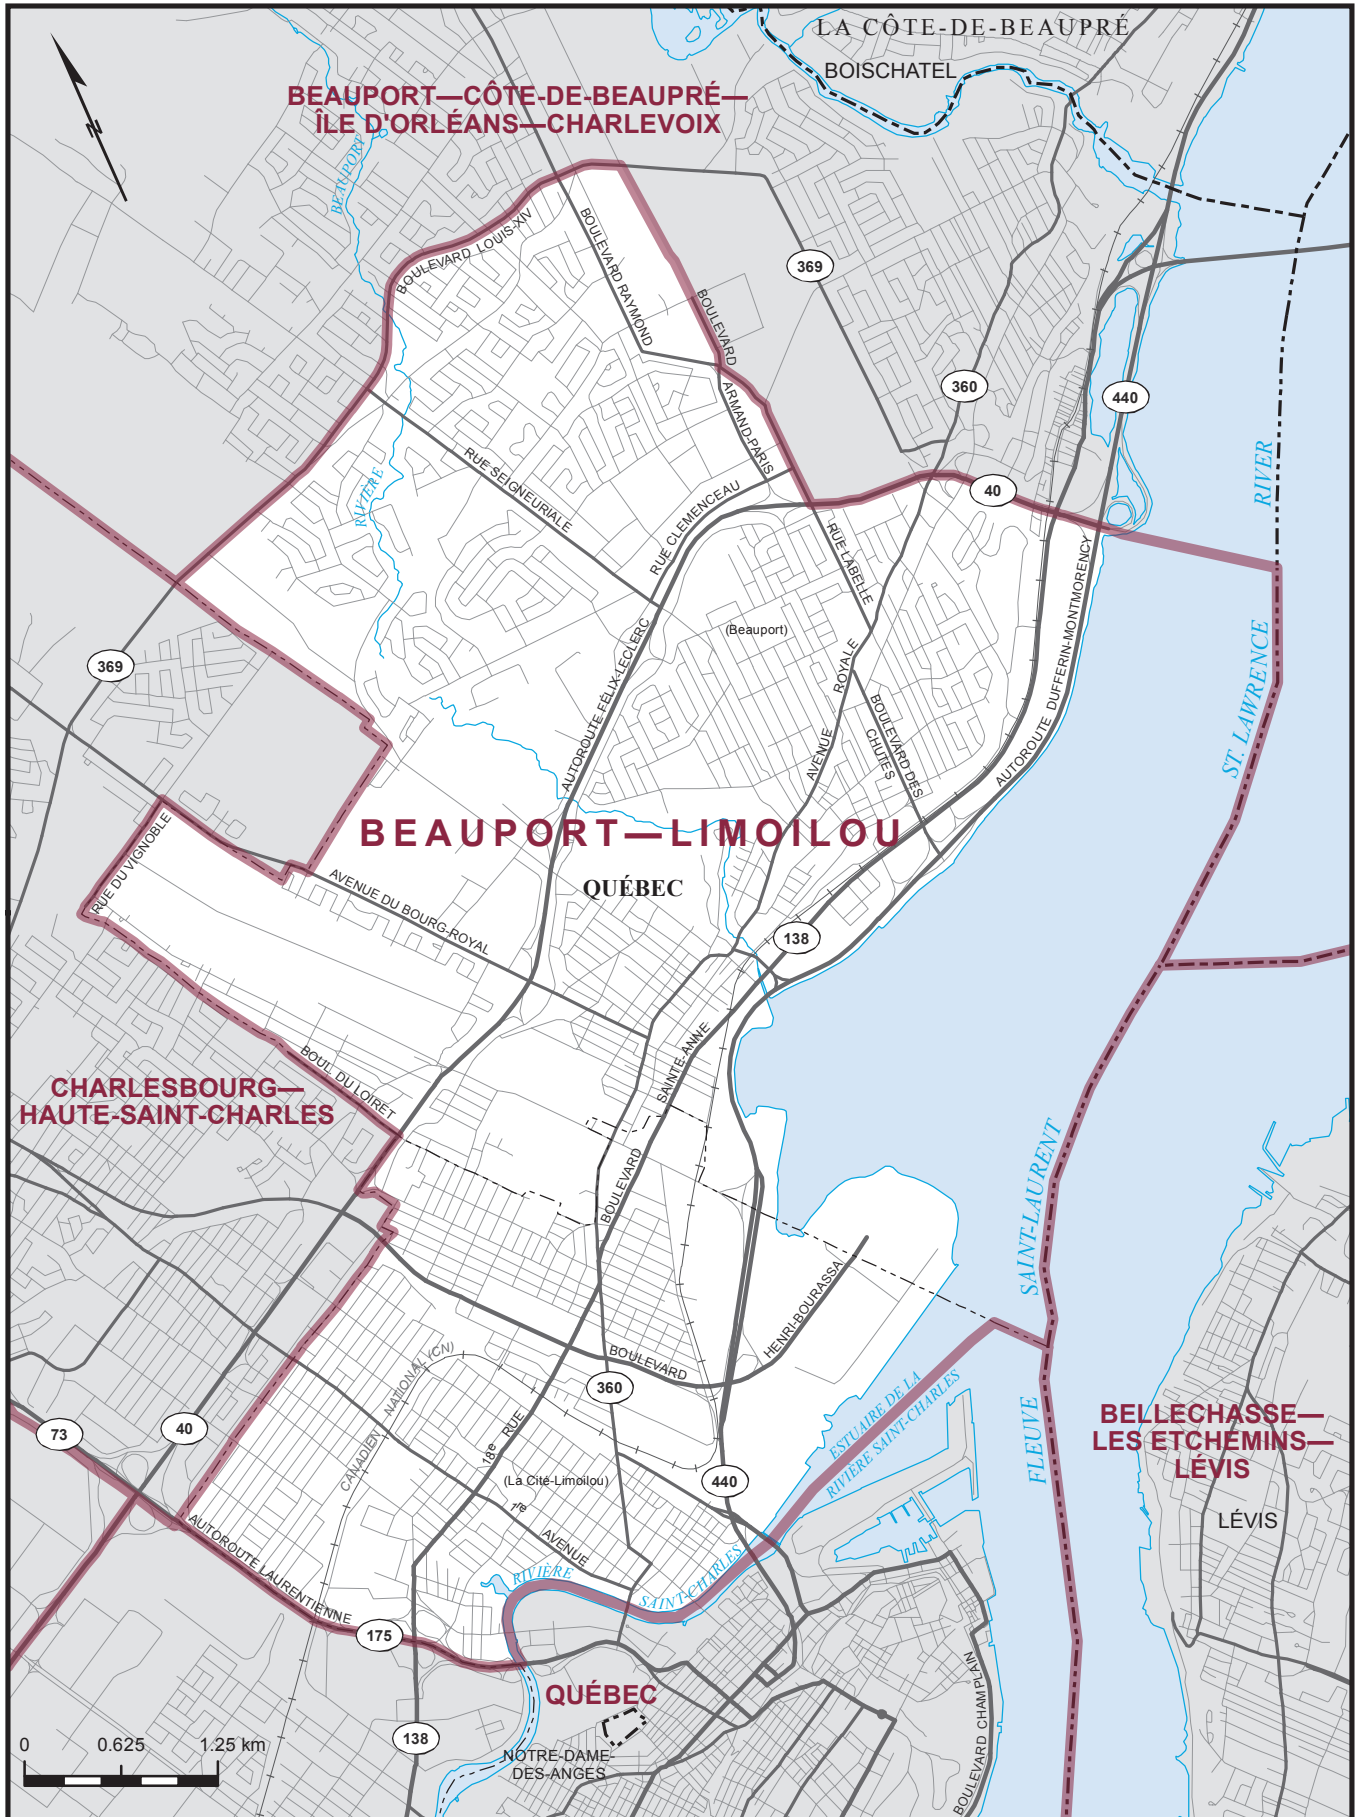 LA CÔTE-DE-BEAUPRÉ
BOISCHATEL
BEAUPORT—CÔTE-DE-BEAUPRÉ—
ÎLE D'ORLÉANS—CHARLEVOIX
N
BEAUPORT
BOULEVARD LOUIS-XIV
BOULEVARD RAYMOND
369
BOULEVARD
ARMAND-PARIS
360
440
RIVIÈRE
RUE SEIGNEURIALE
RUE CLEMENCEAU
40
RIVER
RUE LABELLE
(Beauport)
AUTOROUTE FÉLIX-LECLERC
AVENUE
ROYALE
BOULEVARD DES
CHUTES
AUTOROUTE DUFFERIN-MONTMORENCY
ST. LAWRENCE
369
RUE DU VIGNOBLE
BEAUPORT—LIMOILOU
QUÉBEC
AVENUE DU BOURG-ROYAL
138
SAINTE-ANNE
BOULEVARD
BOUL DU LOIRET
CHARLESBOURG—
HAUTE-SAINT-CHARLES
SAINT-LAURENT
FLEUVE
HENRI-BOURASSA
BOULEVARD
360
CANADIEN NATIONAL (CN)
18e RUE
(La Cité-Limoilou)
1re AVENUE
440
ESTUAIRE DE LA
RIVIÈRE SAINT-CHARLES
BELLECHASSE—
LES ETCHEMINS—
LÉVIS
LÉVIS
73
40
AUTOROUTE LAURENTIENNE
175
RIVIÈRE
SAINT-CHARLES
QUÉBEC
NOTRE-DAME-
DES-ANGES
138
BOULEVARD CHAMPLAIN
0 0.625 1.25 km